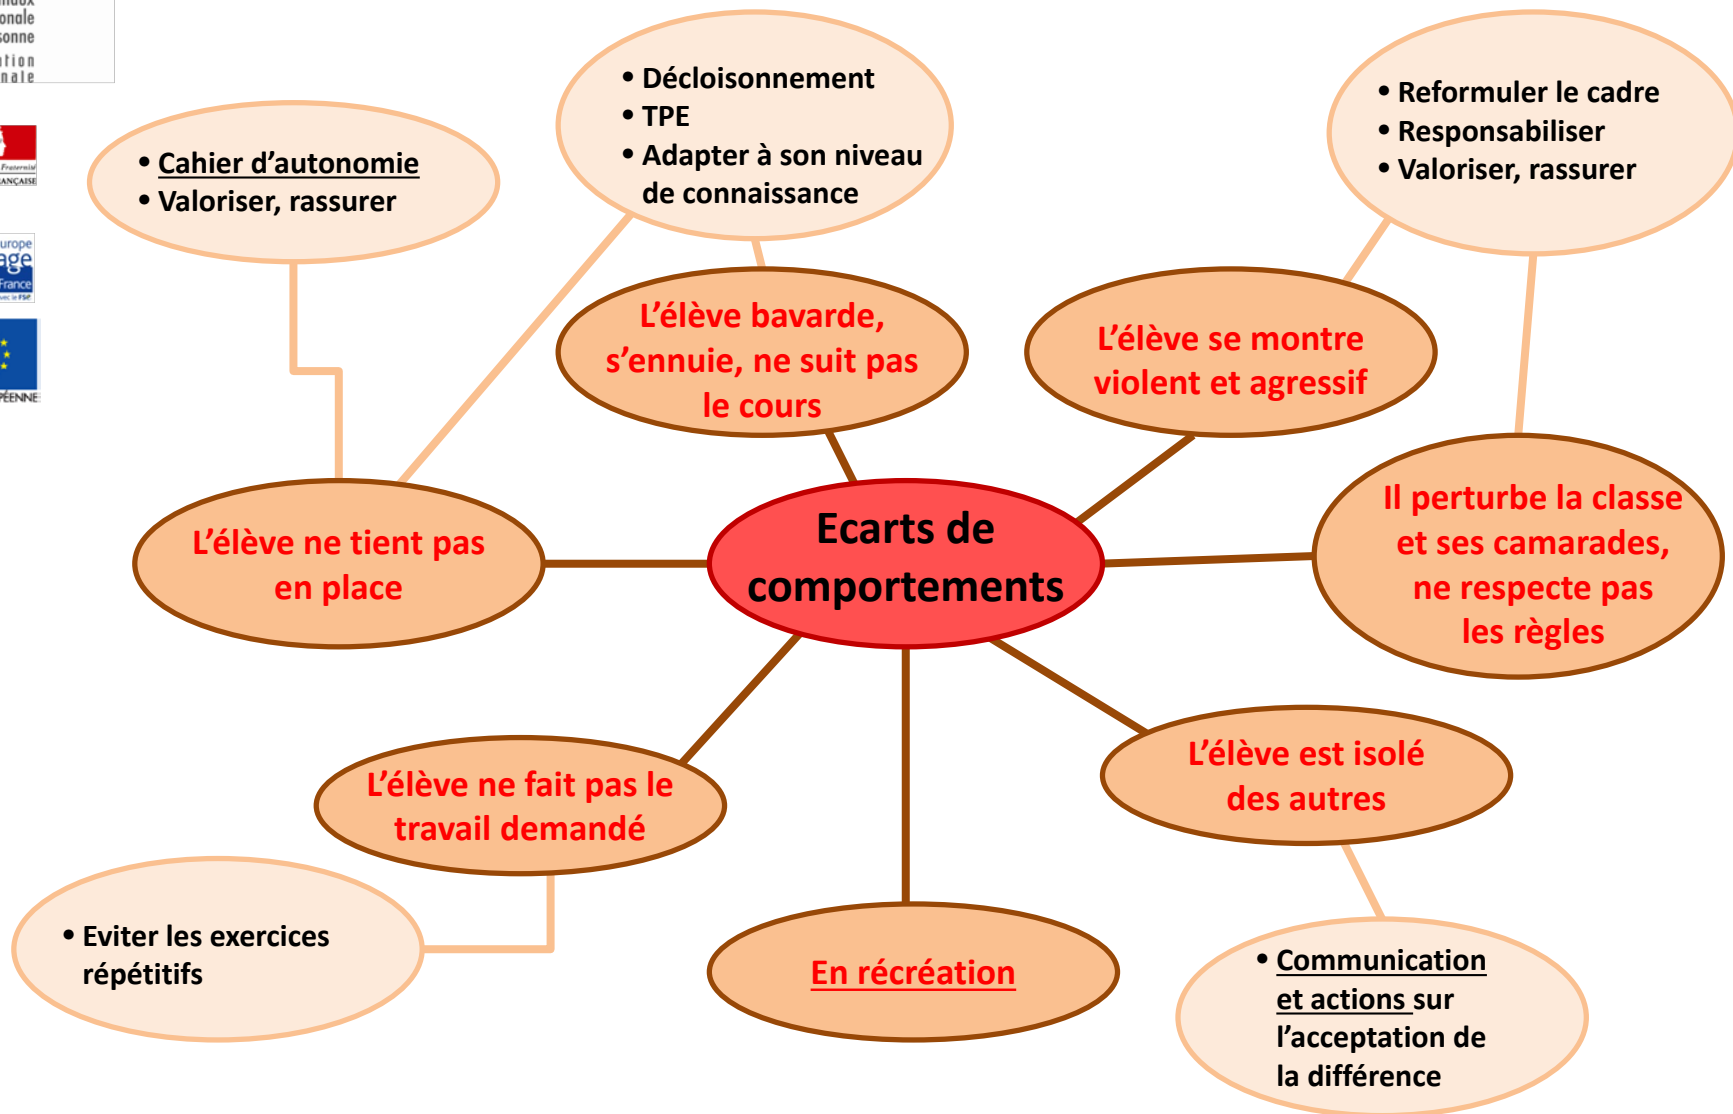 onale
sonne
Fraternité
européenne
• Décloisonnement
• TPE
• Adapter à son niveau
de connaissance
• Reformuler le cadre
• Responsabiliser
• Valoriser, rassurer
• Cahier d’autonomie
• Valoriser, rassurer
L’élève bavarde,
s’ennuie, ne suit pas
le cours
L’élève se montre
violent et agressif
Il perturbe la classe
et ses camarades,
ne respecte pas
les règles
L’élève ne tient pas
en place
Ecarts de
comportements
L’élève ne fait pas le
travail demandé
L’élève est isolé
des autres
• Eviter les exercices
répétitifs
En récréation
• Communication
et actions sur
l’acceptation de
la différence